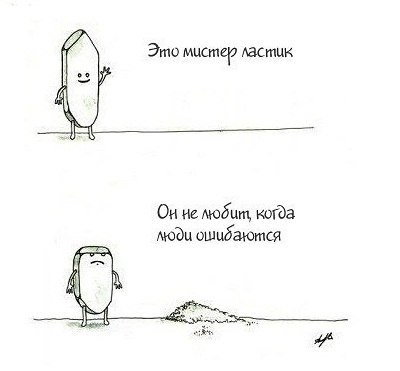 Это мистер ластик
Он не любит, когда
люди ошибаются